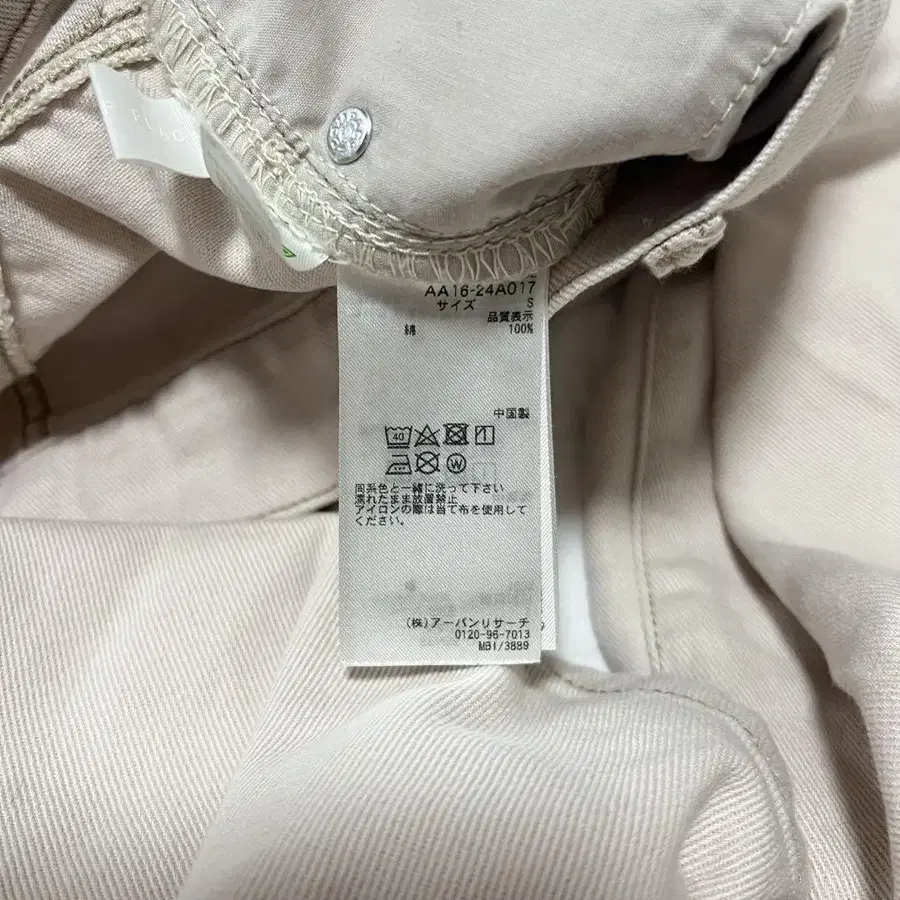 AA16-24A017
サイズ S
品質表示
綿 100%
中国製
40
W
同系色と一緒に洗って下さい
濡れたまま放置禁止
アイロンの際は当て布を使用して
ください。
(株)アーバンリサーチ
0120-96-7013
MBI/3889